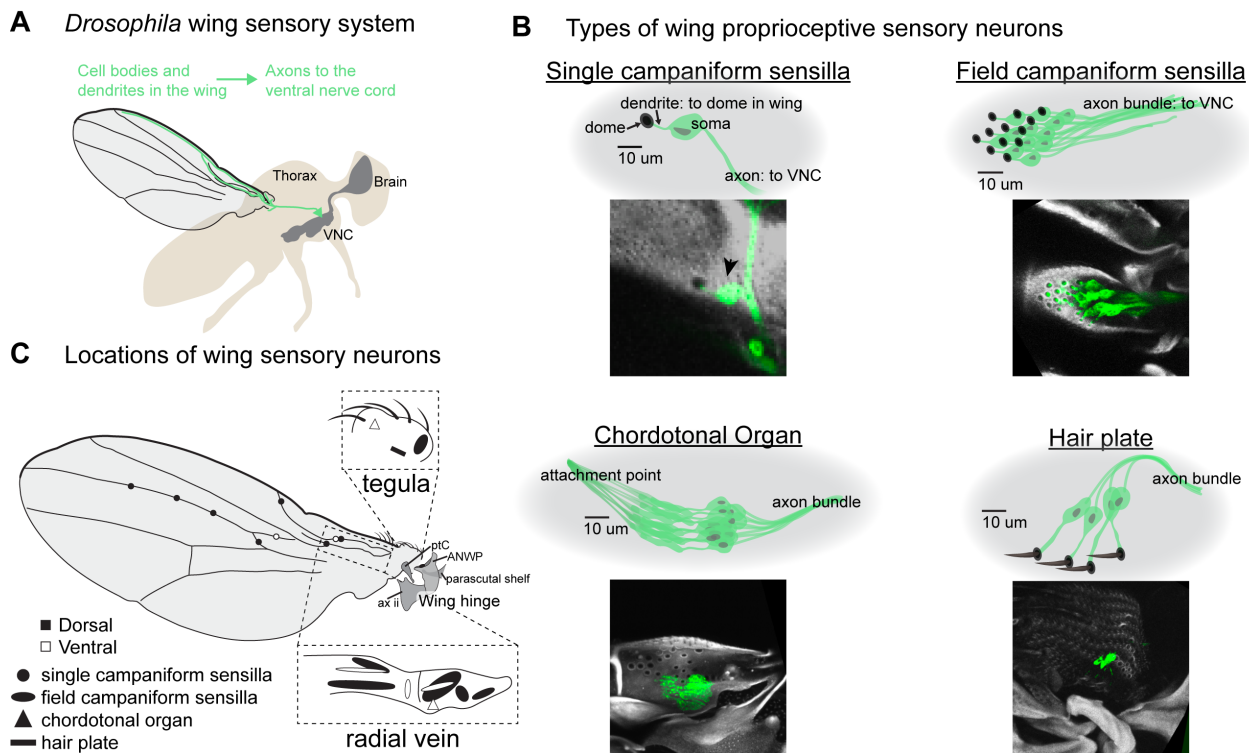 A Drosophila wing sensory system
Cell bodies and
dendrites in the wing
Axons to the
ventral nerve cord
Thorax
Brain
VNC
B Types of wing proprioceptive sensory neurons
Single campaniform sensilla
dendrite: to dome in wing
dome
soma
10 um
axon: to VNC
Field campaniform sensilla
axon bundle: to VNC
10 um
Chordotonal Organ
attachment point
axon bundle
10 um
Hair plate
axon bundle
10 um
C Locations of wing sensory neurons
tegula
ptC
ANWP
parascutal shelf
ax ii
Wing hinge
Dorsal
Ventral
single campaniform sensilla
field campaniform sensilla
chordotonal organ
hair plate
radial vein